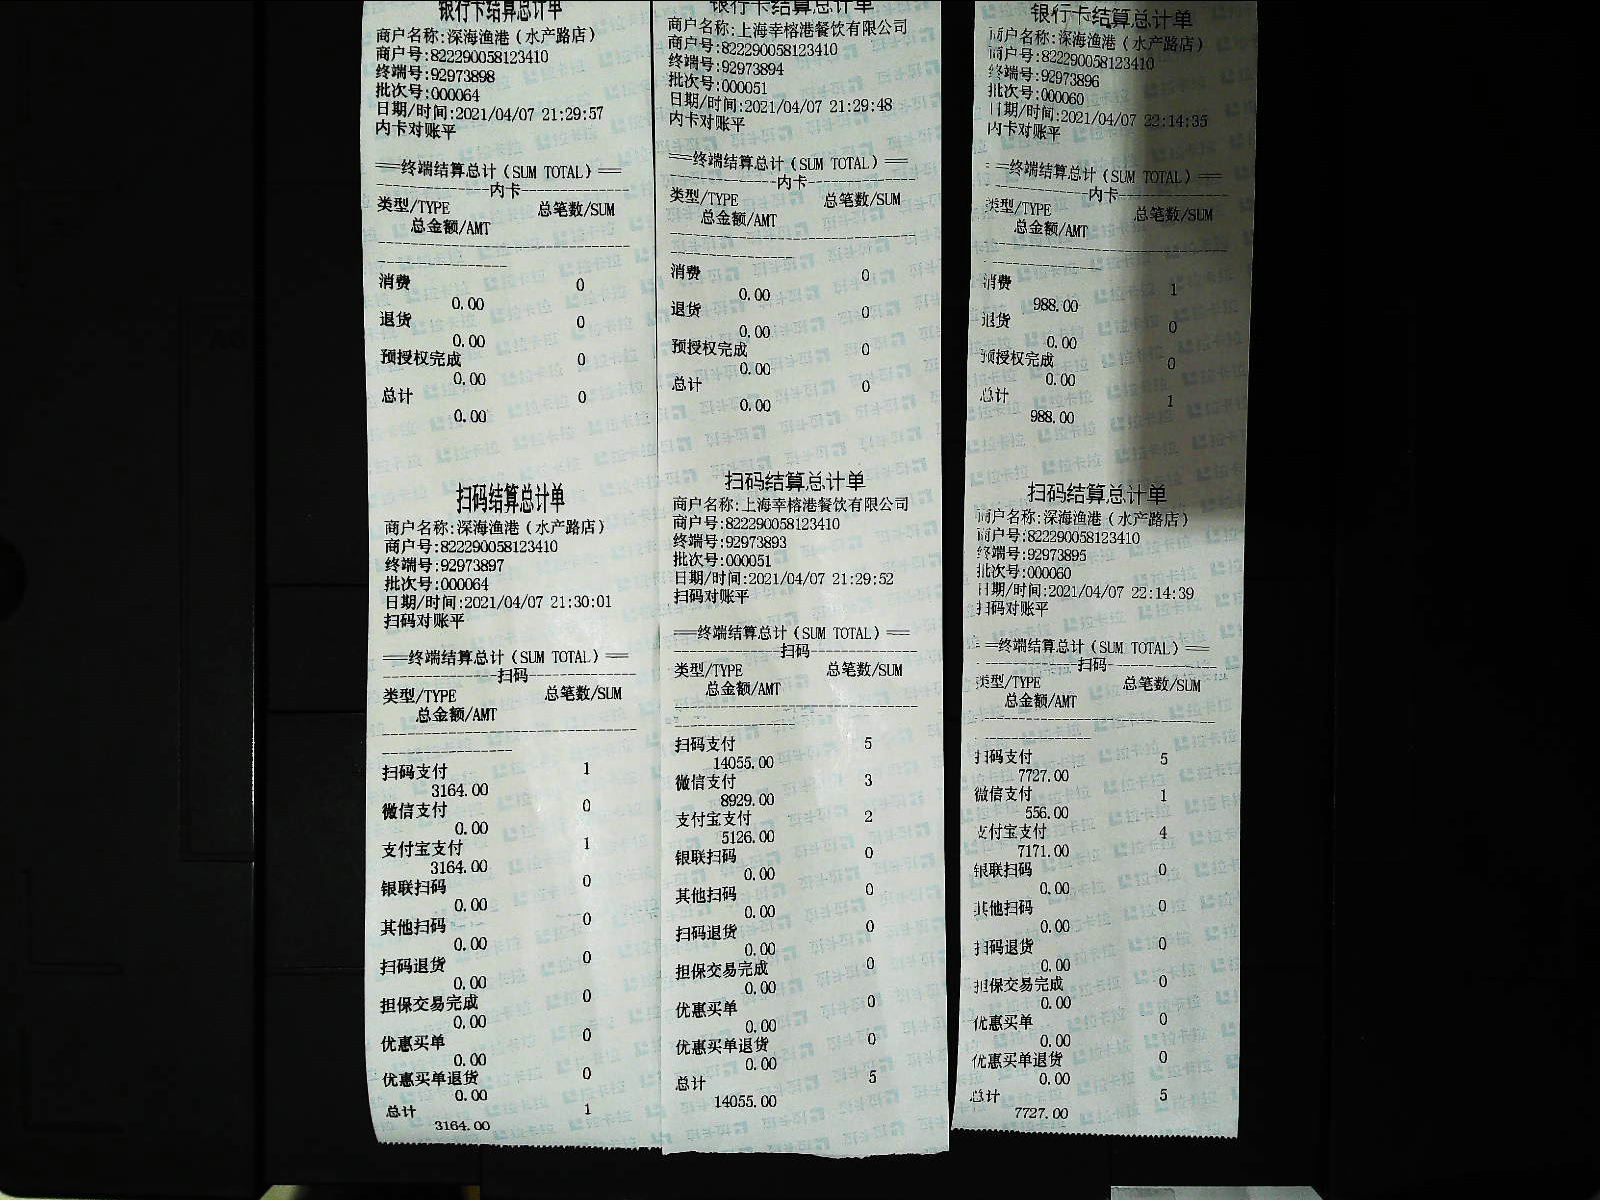 银行卡结算总计单
商户名称:深海渔港(水产路店)
商户号:822290058123410
终端号:92973898
批次号:000064
日期/时间:2021/04/07 21:29:57
内卡对账平
══终端结算总计(SUM TOTAL)══
内卡
类型/TYPE 总笔数/SUM
总金额/AMT
消费 0
0.00
退货 0
0.00
预授权完成 0
0.00
总计 0
0.00
扫码结算总计单
商户名称:深海渔港(水产路店)
商户号:822290058123410
终端号:92973897
批次号:000064
日期/时间:2021/04/07 21:30:01
扫码对账平
══终端结算总计(SUM TOTAL)══
扫码
类型/TYPE 总笔数/SUM
总金额/AMT
扫码支付 1
3164.00
微信支付 0
0.00
支付宝支付 1
3164.00
银联扫码 0
0.00
其他扫码 0
0.00
扫码退货 0
0.00
担保交易完成 0
0.00
优惠买单 0
0.00
优惠买单退货 0
0.00
总计 1
3164.00
银行卡结算总计单
商户名称:上海幸榕港餐饮有限公司
商户号:822290058123410
终端号:92973894
批次号:000051
日期/时间:2021/04/07 21:29:48
内卡对账平
══终端结算总计(SUM TOTAL)══
内卡
类型/TYPE 总笔数/SUM
总金额/AMT
消费 0
0.00
退货 0
0.00
预授权完成 0
0.00
总计 0
0.00
扫码结算总计单
商户名称:上海幸榕港餐饮有限公司
商户号:822290058123410
终端号:92973893
批次号:000051
日期/时间:2021/04/07 21:29:52
扫码对账平
══终端结算总计(SUM TOTAL)══
扫码
类型/TYPE 总笔数/SUM
总金额/AMT
扫码支付 5
14055.00
微信支付 3
8929.00
支付宝支付 2
5126.00
银联扫码 0
0.00
其他扫码 0
0.00
扫码退货 0
0.00
担保交易完成 0
0.00
优惠买单 0
0.00
优惠买单退货 0
0.00
总计 5
14055.00
银行卡结算总计单
商户名称:深海渔港(水产路店)
商户号:822290058123410
终端号:92973896
批次号:000060
日期/时间:2021/04/07 22:14:35
内卡对账平
══终端结算总计(SUM TOTAL)══
内卡
类型/TYPE 总笔数/SUM
总金额/AMT
消费 1
988.00
退货 0
0.00
预授权完成 0
0.00
总计 1
988.00
扫码结算总计单
商户名称:深海渔港(水产路店)
商户号:822290058123410
终端号:92973895
批次号:000060
日期/时间:2021/04/07 22:14:39
扫码对账平
══终端结算总计(SUM TOTAL)══
扫码
类型/TYPE 总笔数/SUM
总金额/AMT
扫码支付 5
7727.00
微信支付 1
556.00
支付宝支付 4
7171.00
银联扫码 0
0.00
其他扫码 0
0.00
扫码退货 0
0.00
担保交易完成 0
0.00
优惠买单 0
0.00
优惠买单退货 0
0.00
总计 5
7727.00